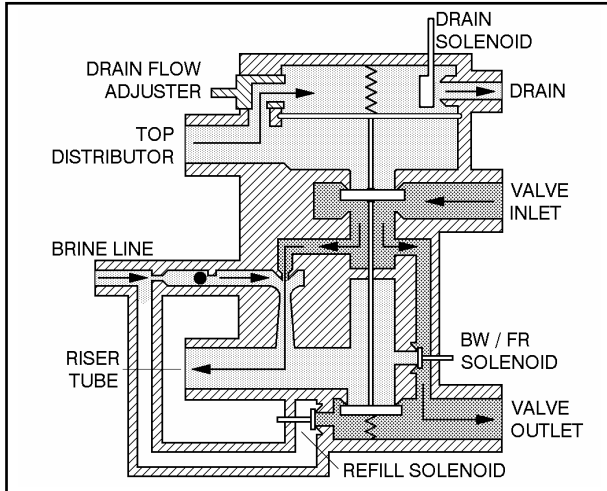 DRAIN
SOLENOID
DRAIN FLOW
ADJUSTER
DRAIN
TOP
DISTRIBUTOR
VALVE
INLET
BRINE LINE
BW / FR
SOLENOID
RISER
TUBE
VALVE
OUTLET
REFILL SOLENOID